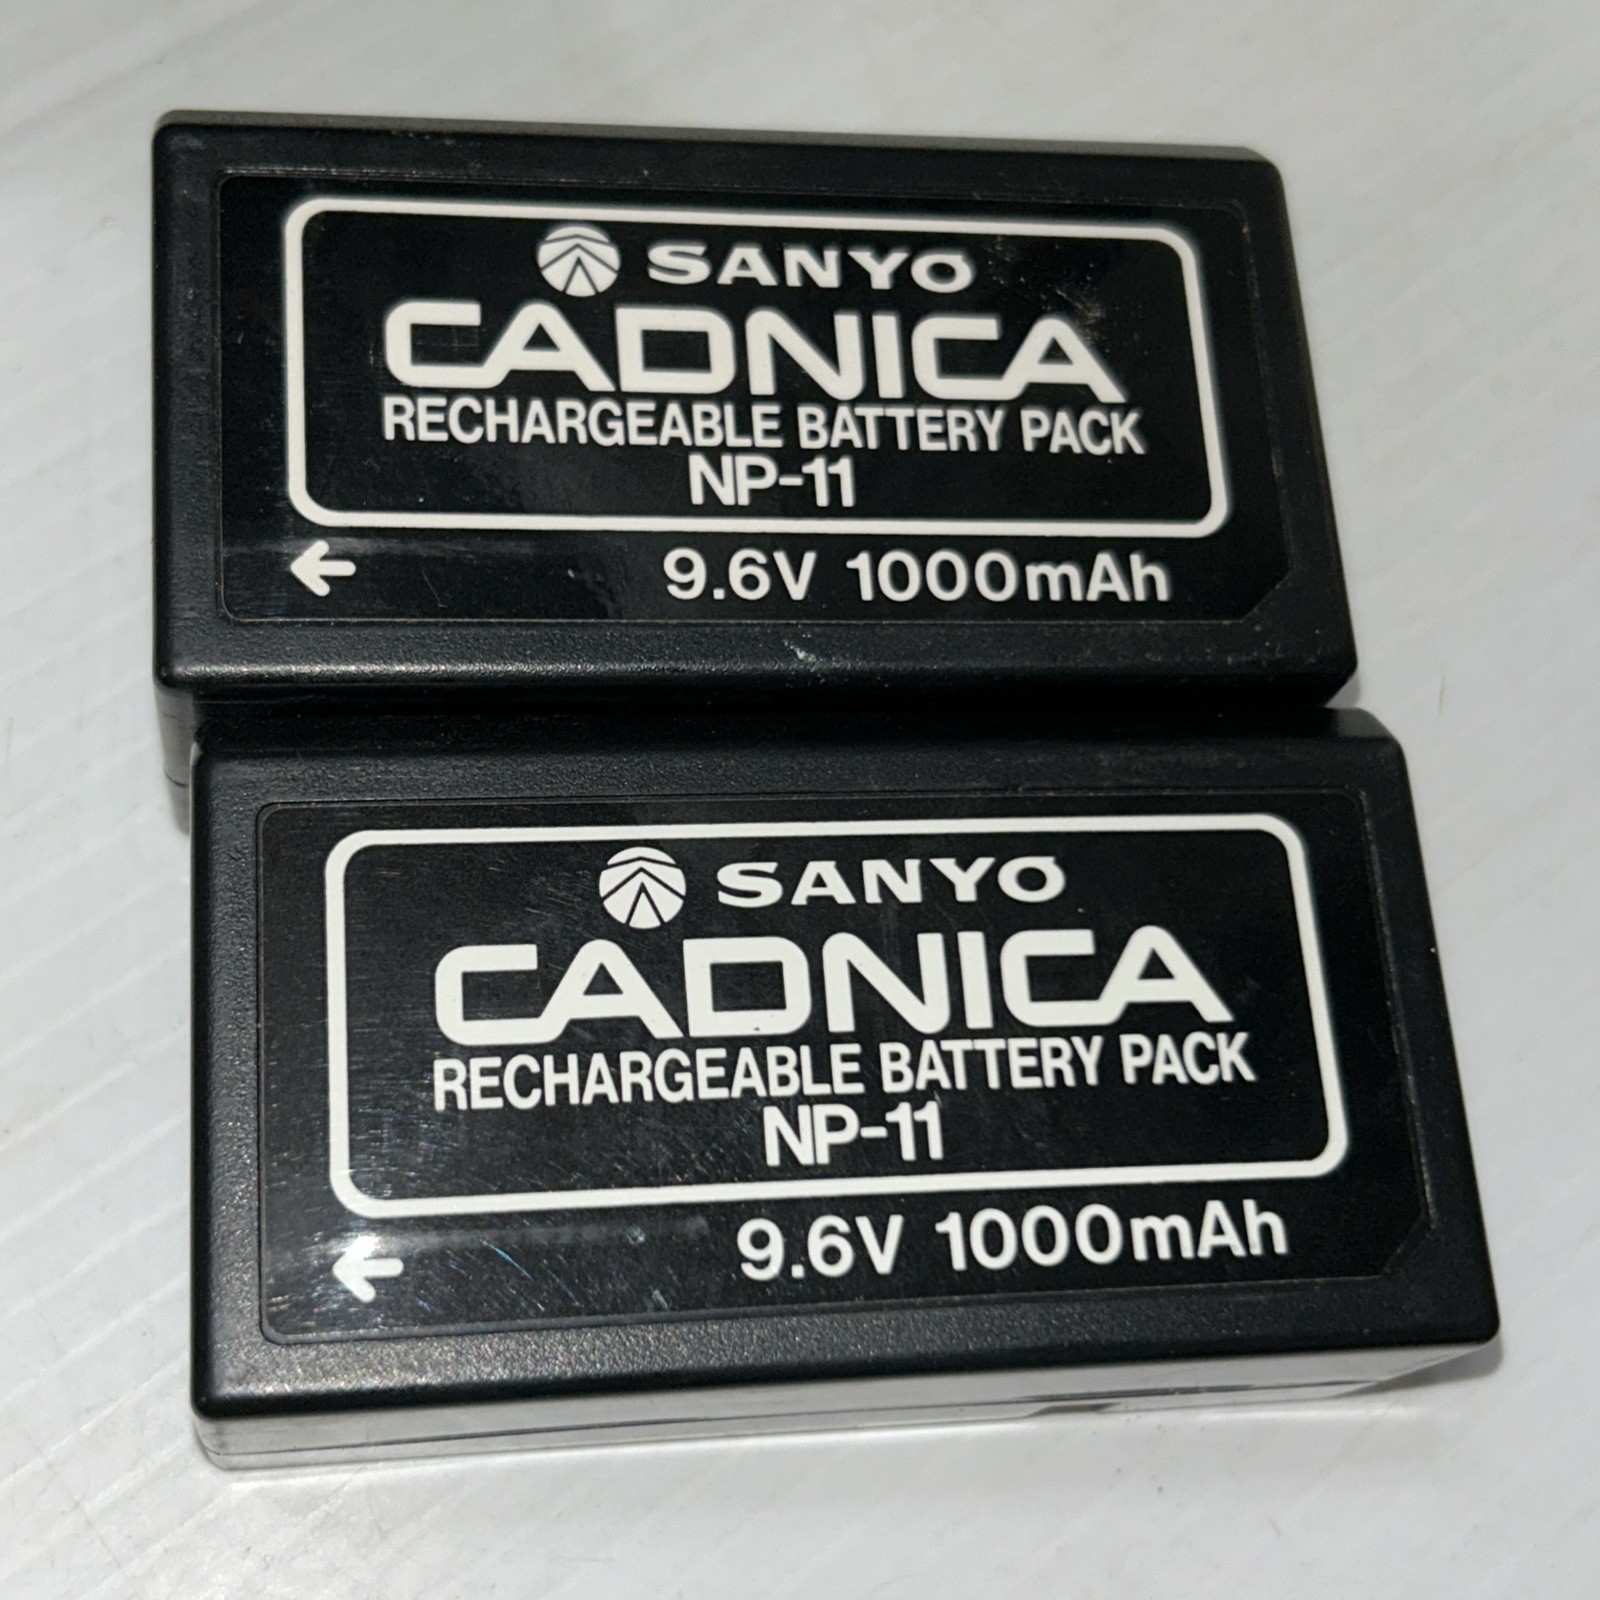 SANYO
CADNICA
RECHARGEABLE BATTERY PACK
NP-11
← 9.6V 1000mAh
SANYO
CADNICA
RECHARGEABLE BATTERY PACK
NP-11
← 9.6V 1000mAh